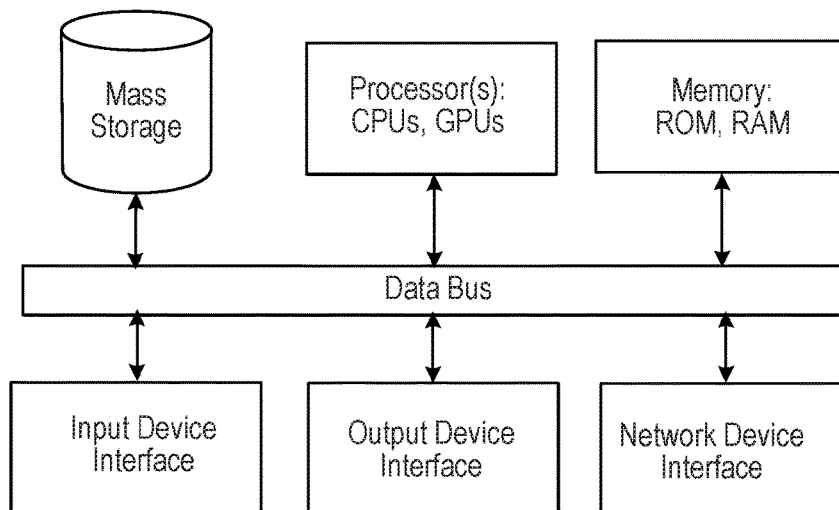 Mass
Storage
Processor(s):
CPUs, GPUs
Memory:
ROM, RAM
Data Bus
Input Device
Interface
Output Device
Interface
Network Device
Interface